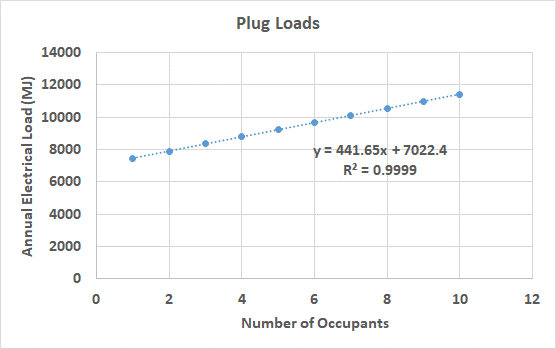 Plug Loads
Annual Electrical Load (MJ)
14000
12000
10000
8000
6000
4000
2000
0
y = 441.65x + 7022.4
R² = 0.9999
0 2 4 6 8 10 12
Number of Occupants